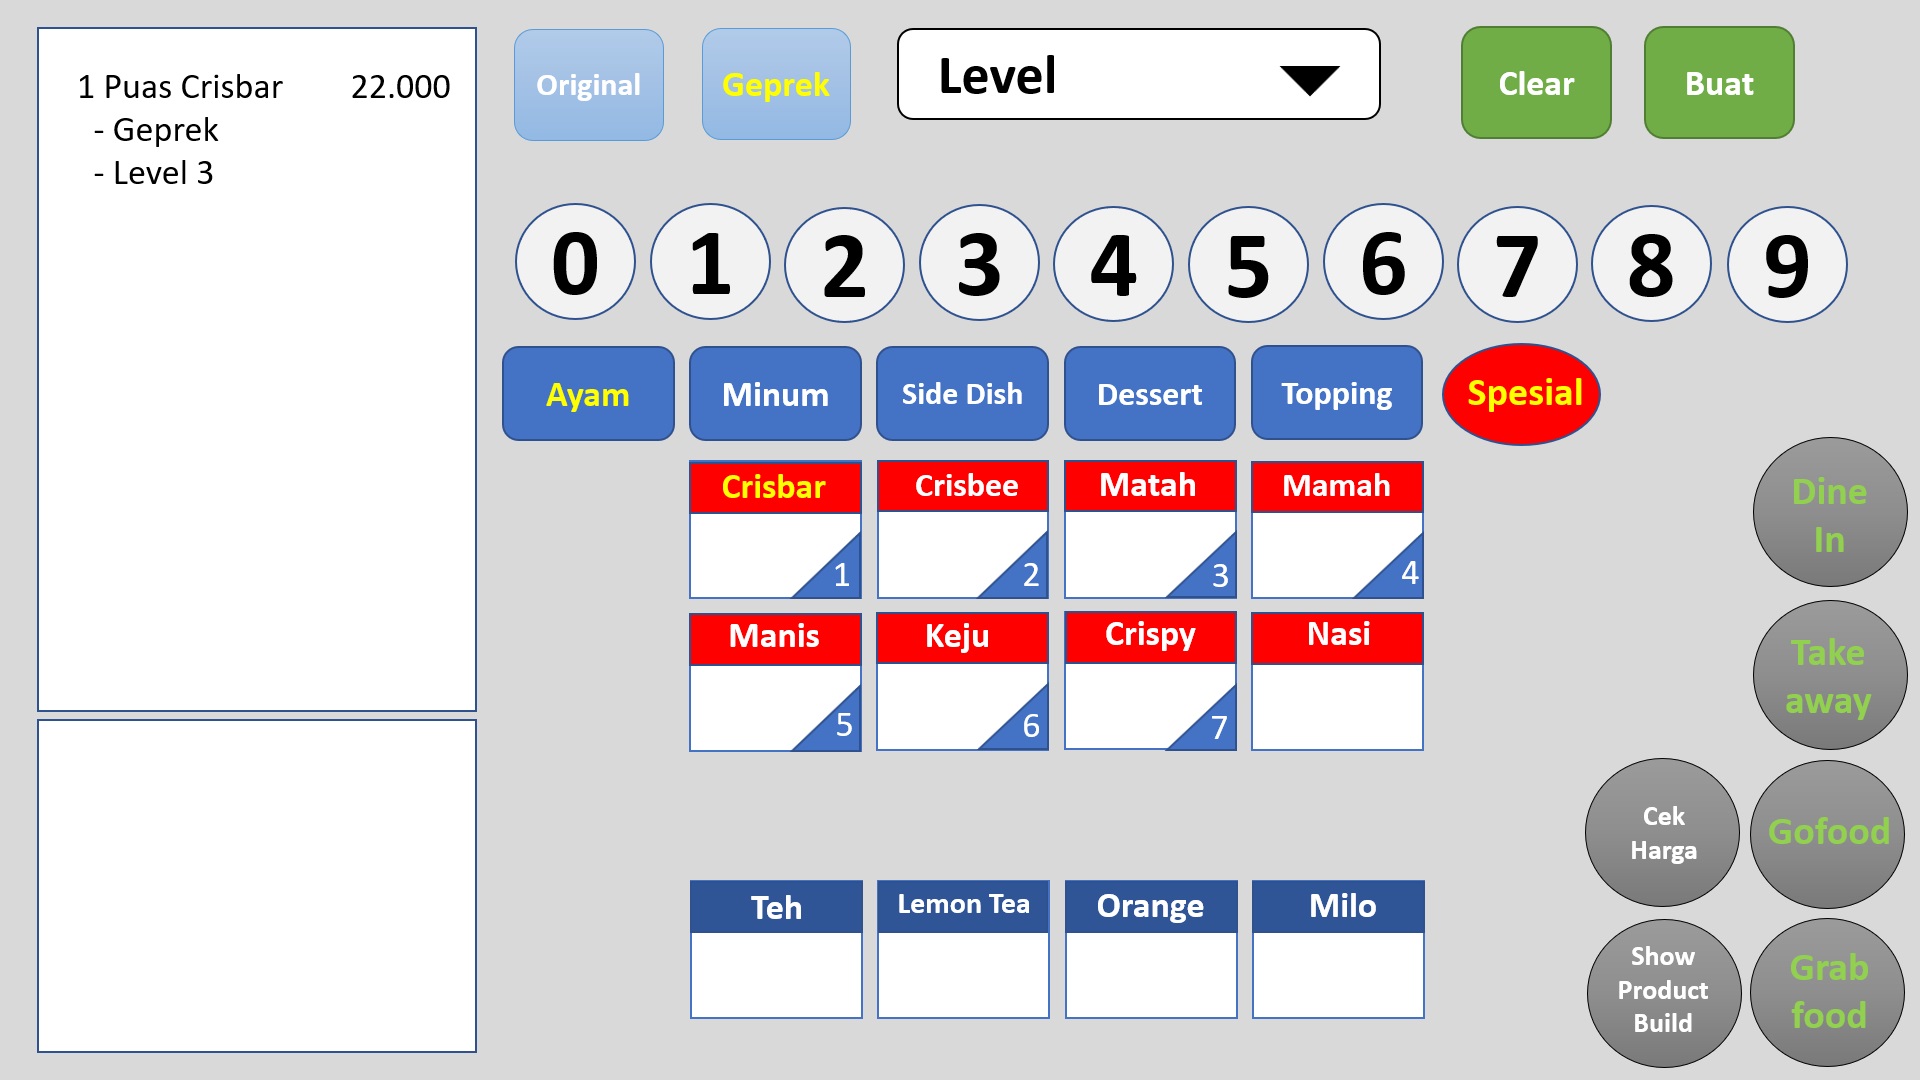 1 Puas Crisbar 22.000
- Geprek
- Level 3
Original
Geprek
Level
Clear
Buat
0 1 2 3 4 5 6 7 8 9
Ayam
Minum
Side Dish
Dessert
Topping
Spesial
Crisbar
1
Crisbee
2
Matah
3
Mamah
4
Manis
5
Keju
6
Crispy
7
Nasi
Teh
Lemon Tea
Orange
Milo
Dine
In
Take
away
Cek
Harga
Gofood
Show
Product
Build
Grab
food